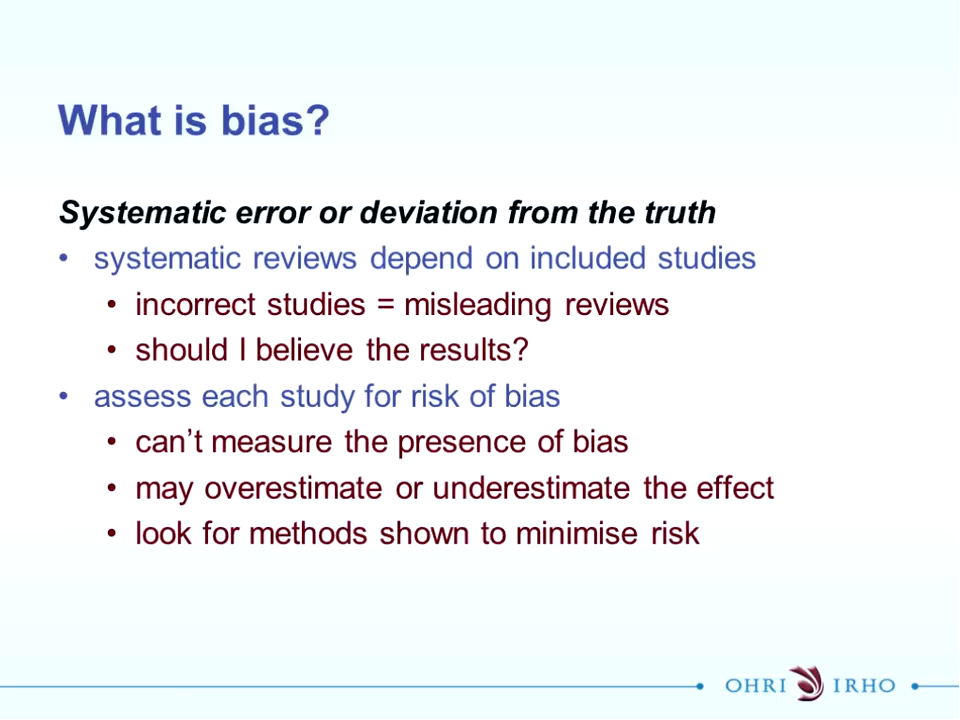 What is bias?
Systematic error or deviation from the truth
• systematic reviews depend on included studies
• incorrect studies = misleading reviews
• should I believe the results?
• assess each study for risk of bias
• can’t measure the presence of bias
• may overestimate or underestimate the effect
• look for methods shown to minimise risk
OHRI IRHO